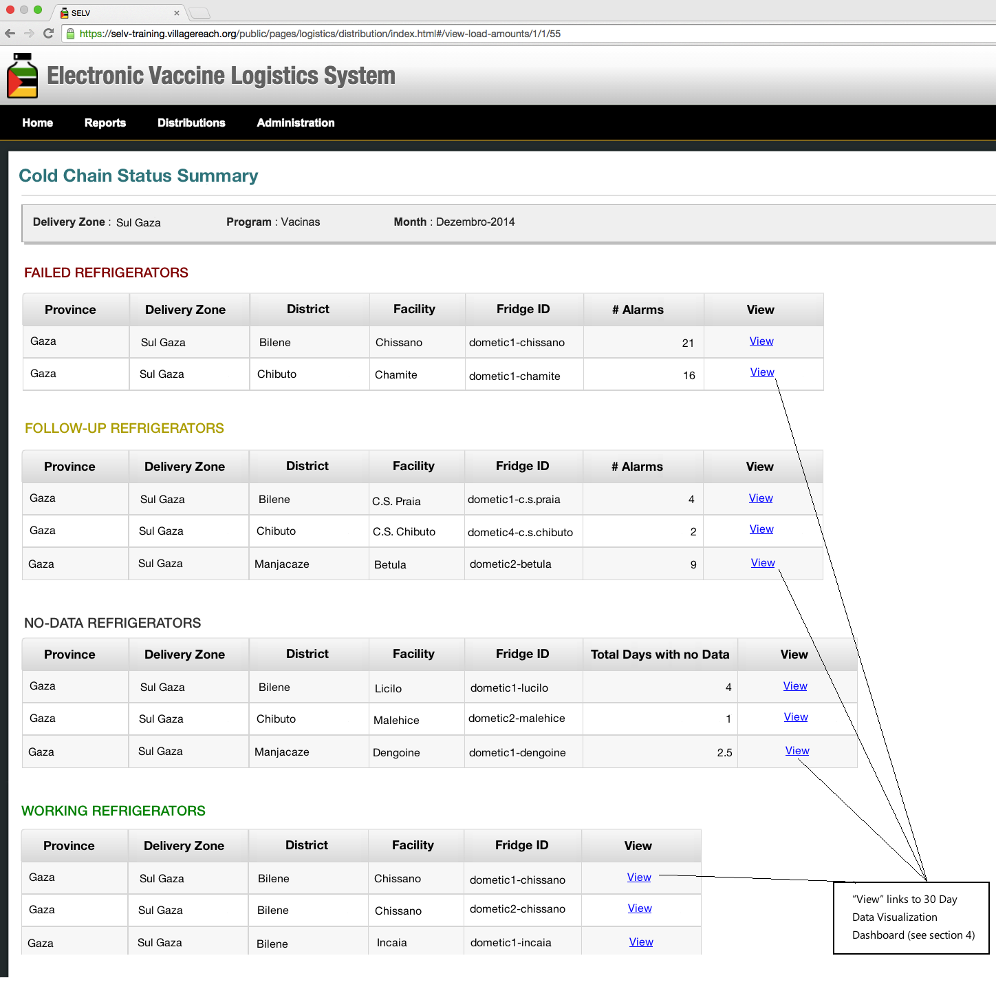 SELV
https://selv-training.villagereach.org/public/pages/logistics/distribution/index.html#/view-load-amounts/1/1/55
Electronic Vaccine Logistics System
Home Reports Distributions Administration
Cold Chain Status Summary
Delivery Zone : Sul Gaza Program : Vacinas Month : Dezembro-2014
FAILED REFRIGERATORS
Province Delivery Zone District Facility Fridge ID # Alarms View
Gaza Sul Gaza Bilene Chissano dometic1-chissano 21 View
Gaza Sul Gaza Chibuto Chamite dometic1-chamite 16 View
FOLLOW-UP REFRIGERATORS
Province Delivery Zone District Facility Fridge ID # Alarms View
Gaza Sul Gaza Bilene C.S. Praia dometic1-c.s.praia 4 View
Gaza Sul Gaza Chibuto C.S. Chibuto dometic4-c.s.chibuto 2 View
Gaza Sul Gaza Manjacaze Betula dometic2-betula 9 View
NO-DATA REFRIGERATORS
Province Delivery Zone District Facility Fridge ID Total Days with no Data View
Gaza Sul Gaza Bilene Licilo dometic1-lucilo 4 View
Gaza Sul Gaza Chibuto Malehice dometic2-malehice 1 View
Gaza Sul Gaza Manjacaze Dengoine dometic1-dengoine 2.5 View
WORKING REFRIGERATORS
Province Delivery Zone District Facility Fridge ID View
Gaza Sul Gaza Bilene Chissano dometic1-chissano View
Gaza Sul Gaza Bilene Chissano dometic2-chissano View
Gaza Sul Gaza Bilene Incaia dometic1-incaia View
“View” links to 30 Day
Data Visualization
Dashboard (see section 4)